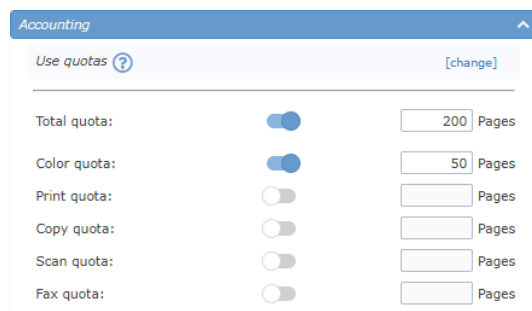 Accounting
Use quotas ? [change]
Total quota: 200 Pages
Color quota: 50 Pages
Print quota: Pages
Copy quota: Pages
Scan quota: Pages
Fax quota: Pages